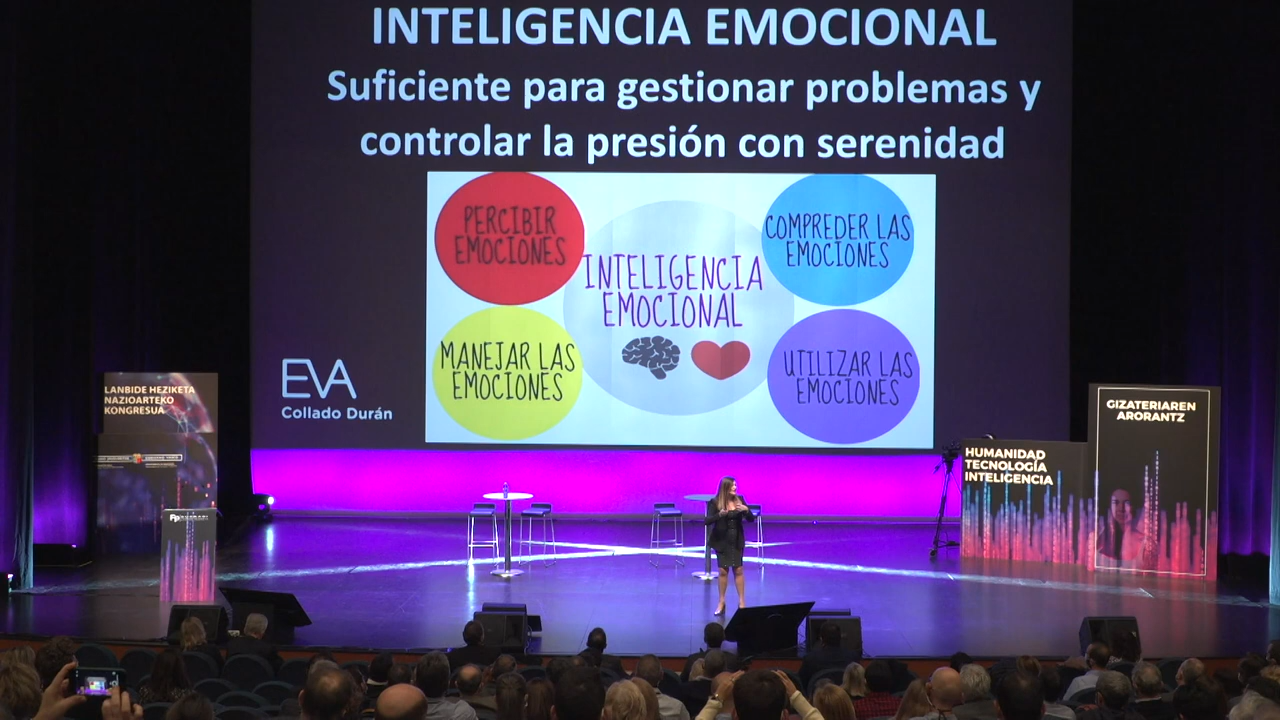 INTELIGENCIA EMOCIONAL
Suficiente para gestionar problemas y
controlar la presión con serenidad
PERCIBIR
EMOCIONES
COMPREDER LAS
EMOCIONES
INTELIGENCIA
EMOCIONAL
MANEJAR LAS
EMOCIONES
UTILIZAR LAS
EMOCIONES
EVA
Collado Durán
LANBIDE HEZIKETA
NAZIOARTEKO
KONGRESUA
HUMANIDAD
TECNOLOGÍA
INTELIGENCIA
GIZATERIAREN
ARORANTZ